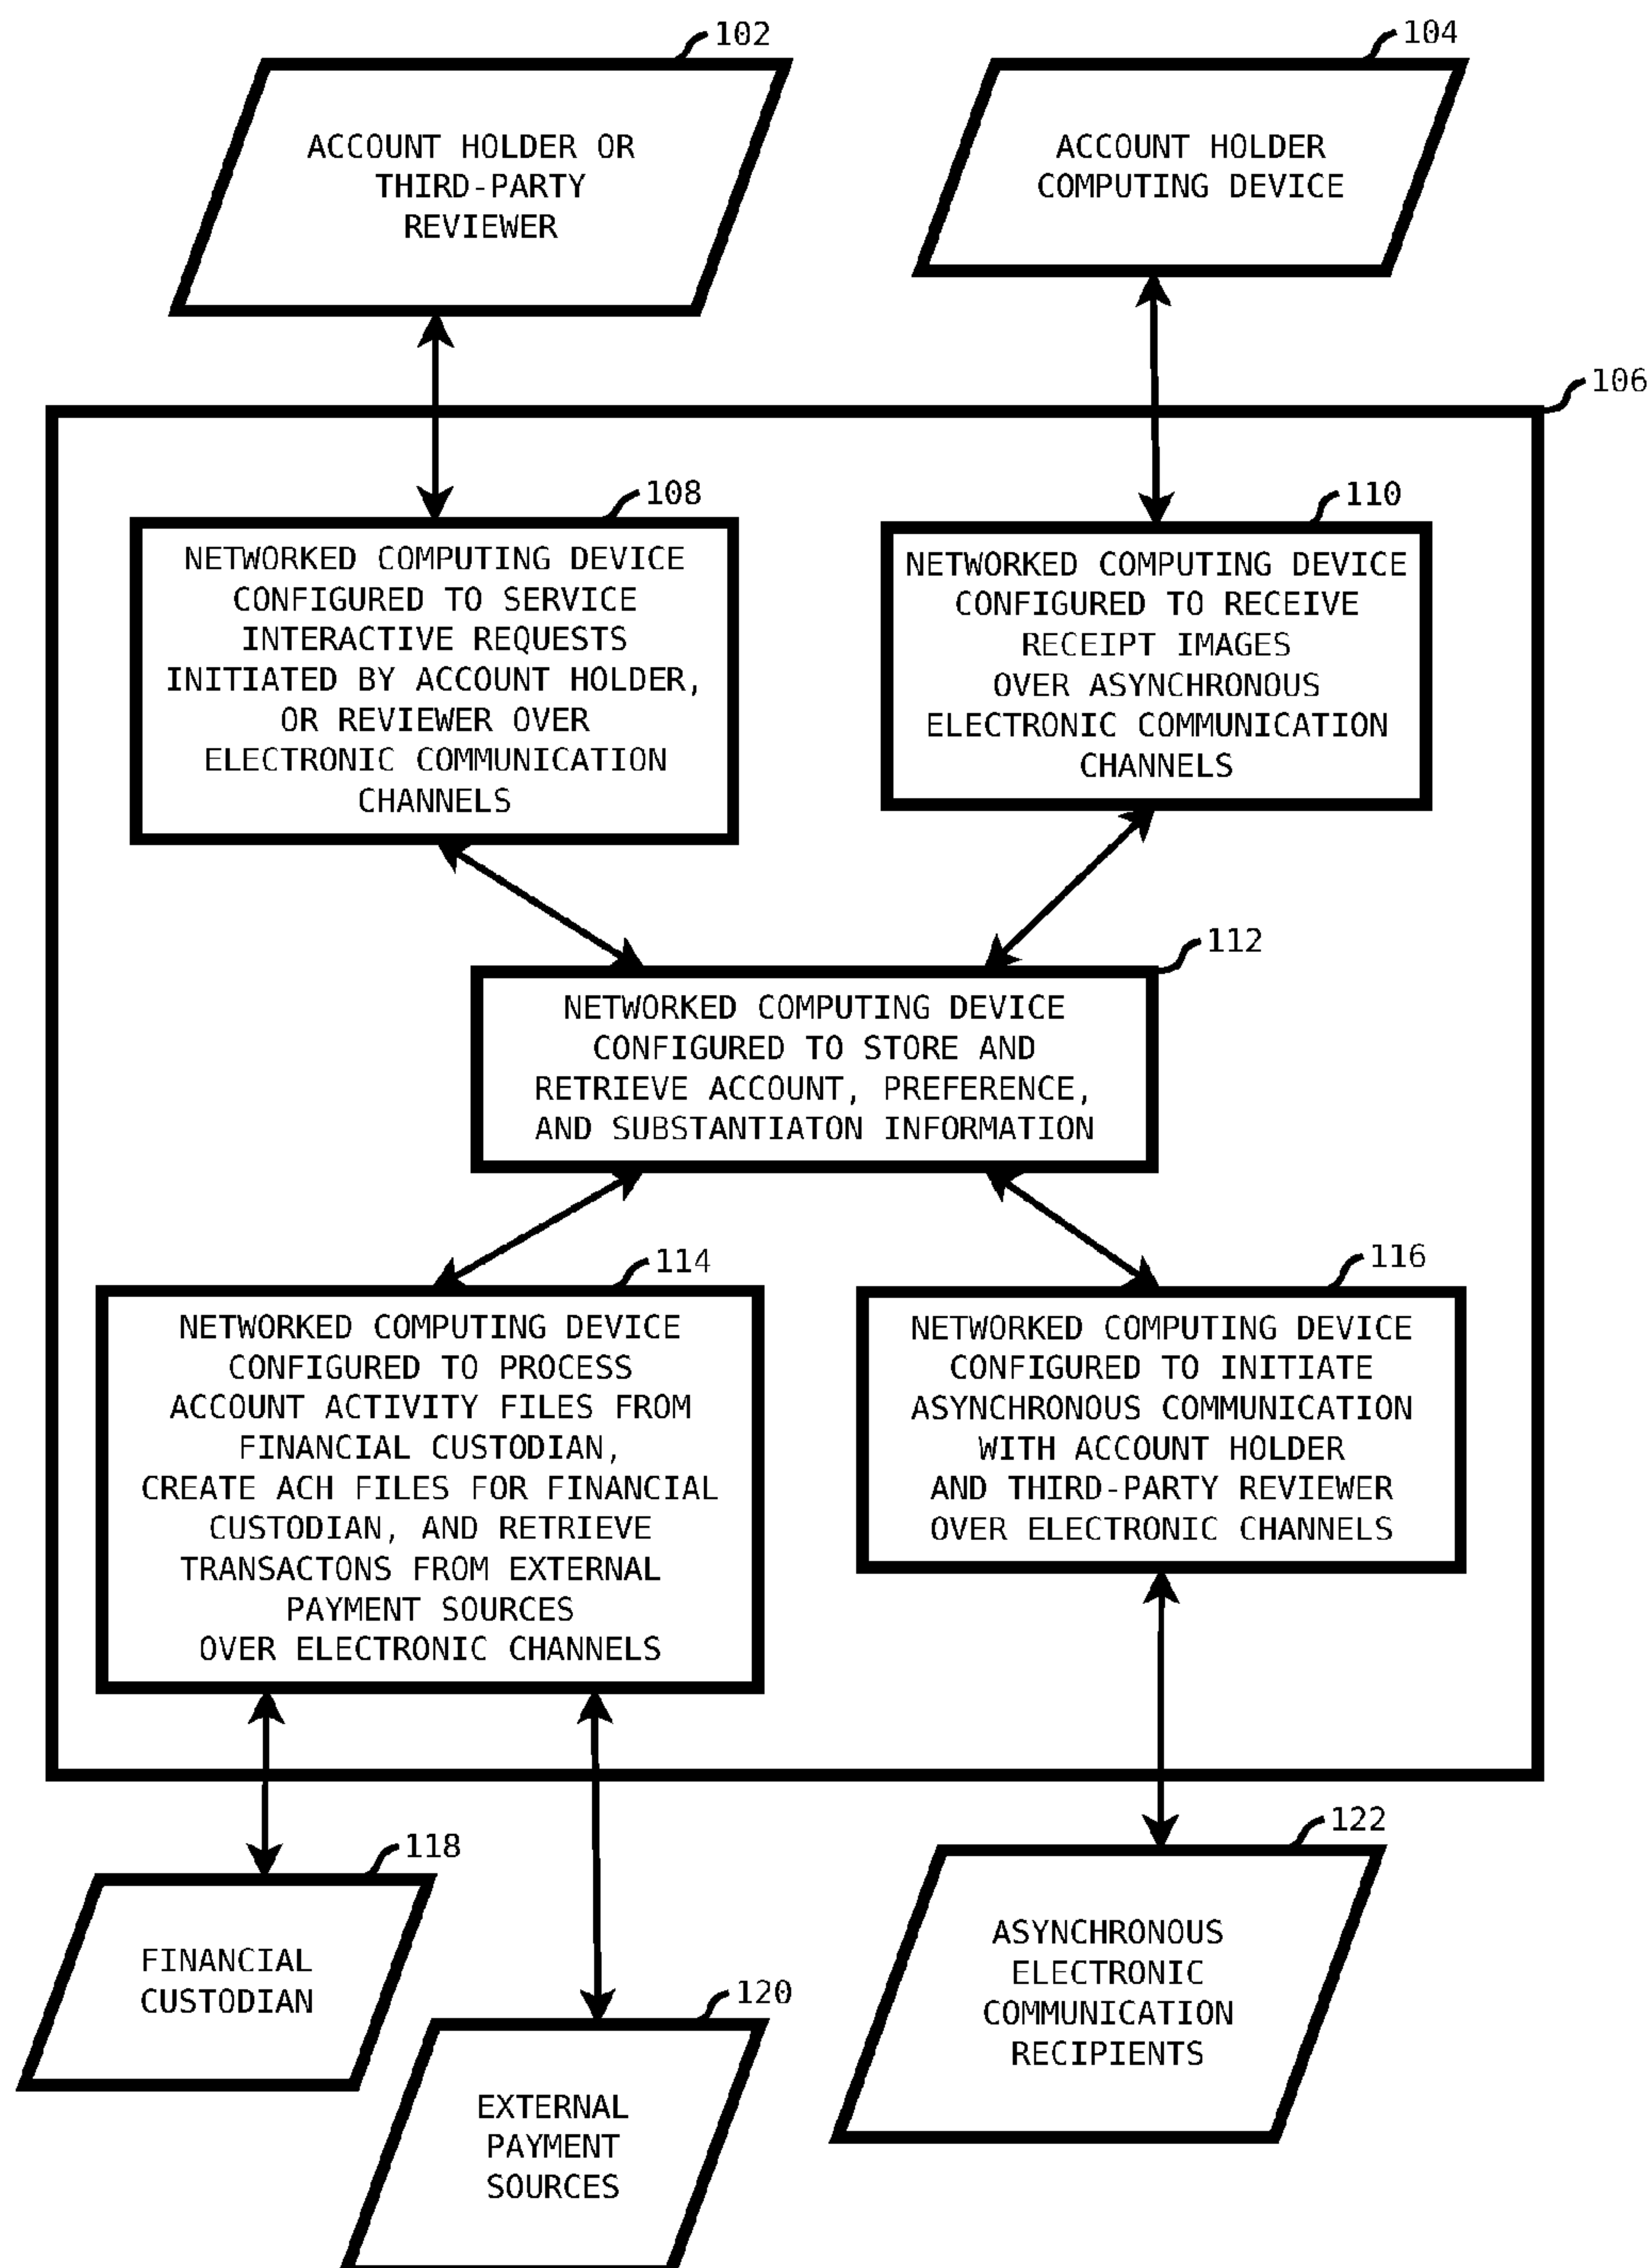 102
ACCOUNT HOLDER OR
THIRD-PARTY
REVIEWER
104
ACCOUNT HOLDER
COMPUTING DEVICE
106
108
NETWORKED COMPUTING DEVICE
CONFIGURED TO SERVICE
INTERACTIVE REQUESTS
INITIATED BY ACCOUNT HOLDER,
OR REVIEWER OVER
ELECTRONIC COMMUNICATION
CHANNELS
110
NETWORKED COMPUTING DEVICE
CONFIGURED TO RECEIVE
RECEIPT IMAGES
OVER ASYNCHRONOUS
ELECTRONIC COMMUNICATION
CHANNELS
112
NETWORKED COMPUTING DEVICE
CONFIGURED TO STORE AND
RETRIEVE ACCOUNT, PREFERENCE,
AND SUBSTANTIATON INFORMATION
114
NETWORKED COMPUTING DEVICE
CONFIGURED TO PROCESS
ACCOUNT ACTIVITY FILES FROM
FINANCIAL CUSTODIAN,
CREATE ACH FILES FOR FINANCIAL
CUSTODIAN, AND RETRIEVE
TRANSACTONS FROM EXTERNAL
PAYMENT SOURCES
OVER ELECTRONIC CHANNELS
116
NETWORKED COMPUTING DEVICE
CONFIGURED TO INITIATE
ASYNCHRONOUS COMMUNICATION
WITH ACCOUNT HOLDER
AND THIRD-PARTY REVIEWER
OVER ELECTRONIC CHANNELS
118
FINANCIAL
CUSTODIAN
120
EXTERNAL
PAYMENT
SOURCES
122
ASYNCHRONOUS
ELECTRONIC
COMMUNICATION
RECIPIENTS